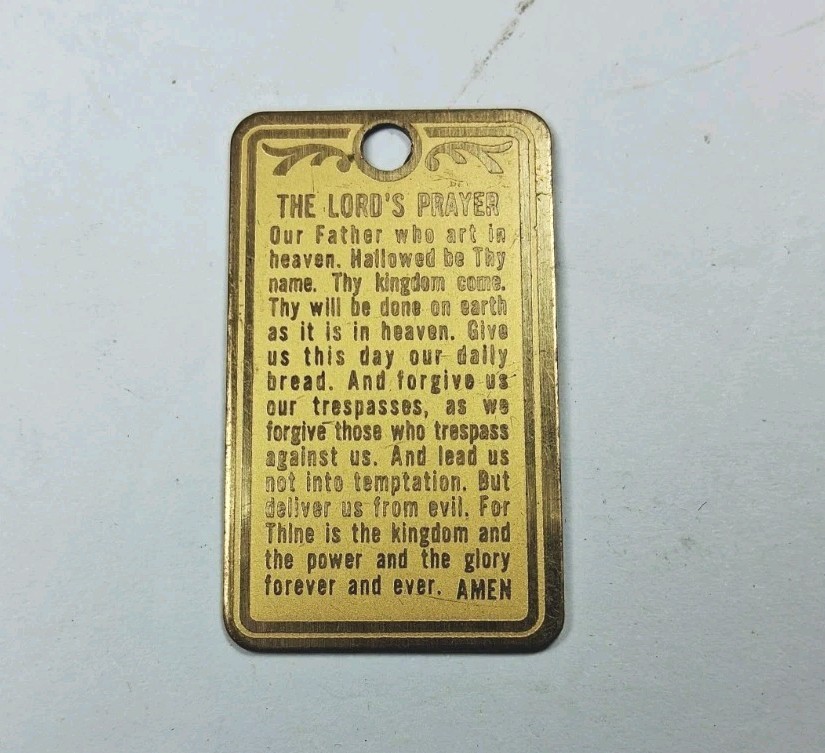 THE LORD'S PRAYER
Our Father who art in
heaven. Hallowed be Thy
name. Thy kingdom come.
Thy will be done on earth
as it is in heaven. Give
us this day our daily
bread. And forgive us
our trespasses, as we
forgive those who trespass
against us. And lead us
not into temptation. But
deliver us from evil. For
Thine is the kingdom and
the power and the glory
forever and ever. AMEN